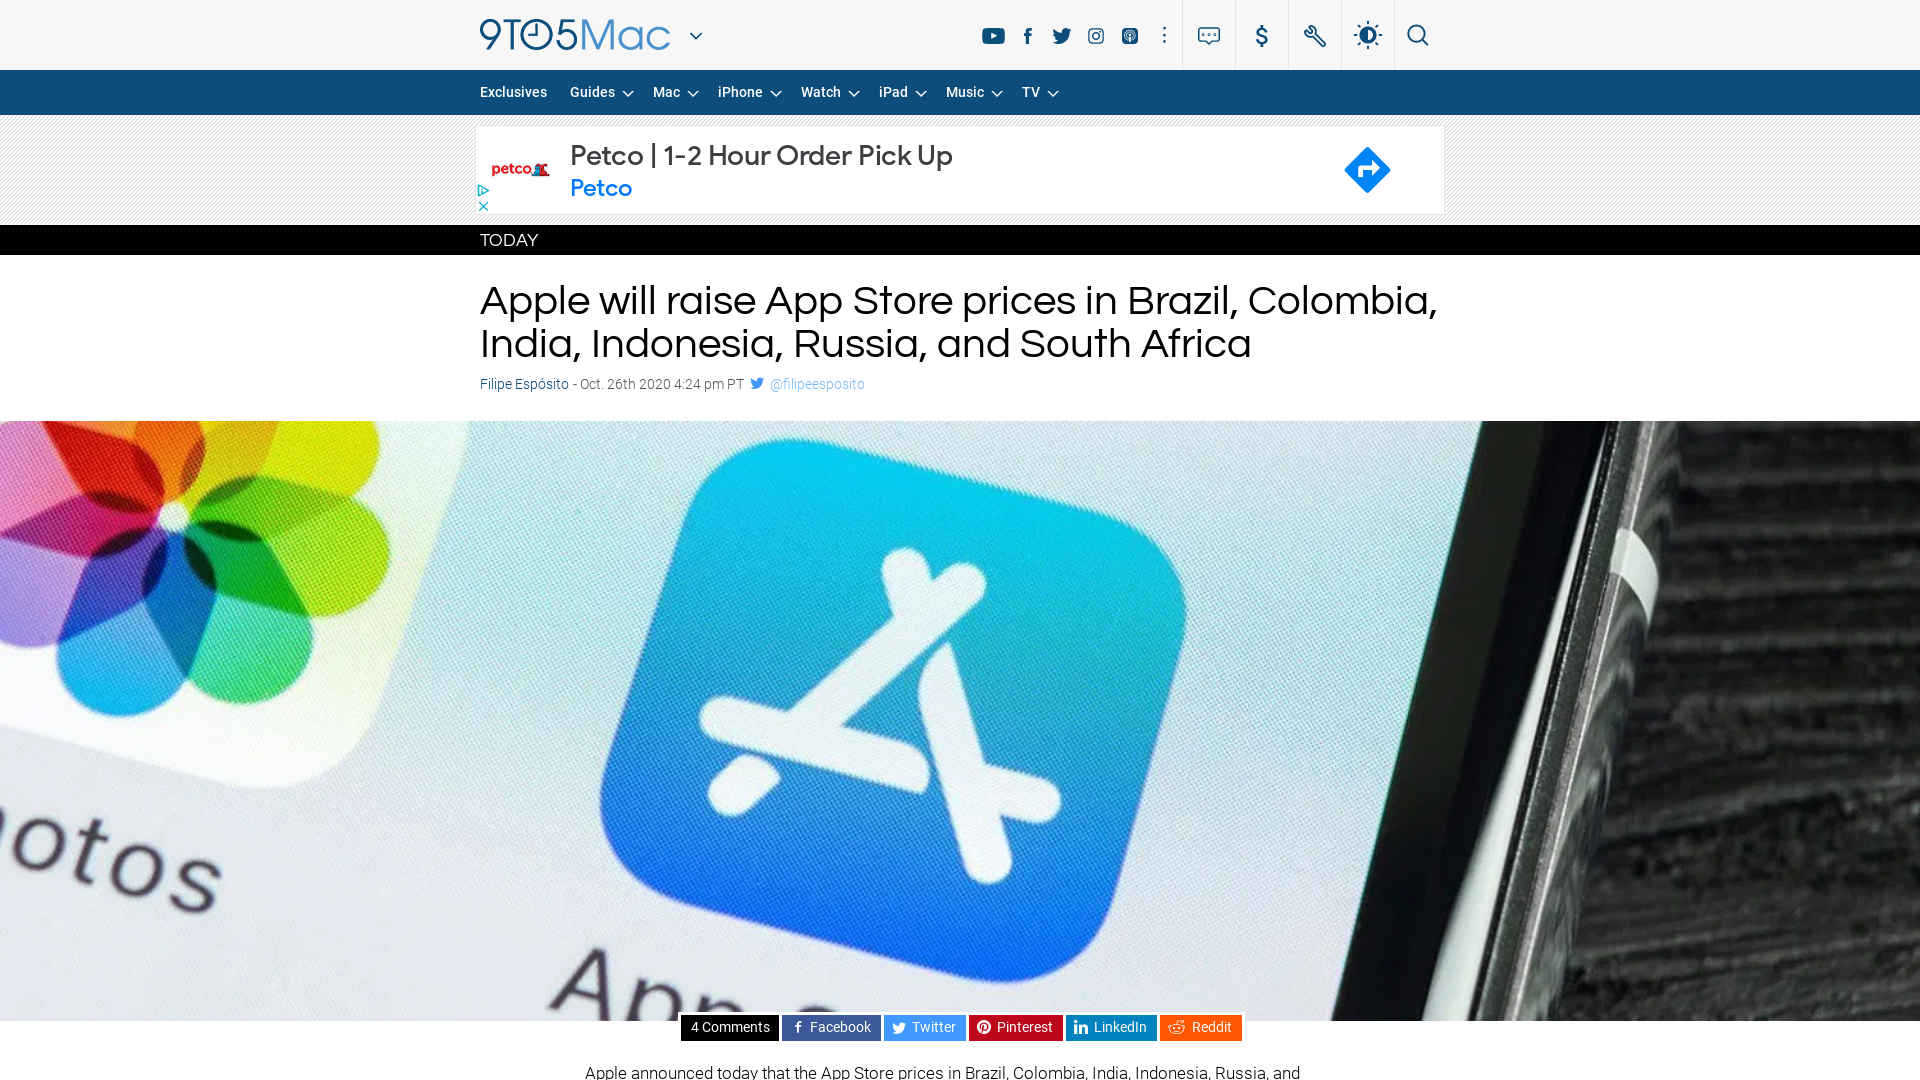 9TO5Mac
Exclusives Guides Mac iPhone Watch iPad Music TV
petco
Petco | 1-2 Hour Order Pick Up
Petco
TODAY
Apple will raise App Store prices in Brazil, Colombia,
India, Indonesia, Russia, and South Africa
Filipe Espósito - Oct. 26th 2020 4:24 pm PT @filipeesposito
otos
App
4 Comments Facebook Twitter Pinterest LinkedIn Reddit
Apple announced today that the App Store prices in Brazil, Colombia, India, Indonesia, Russia, and